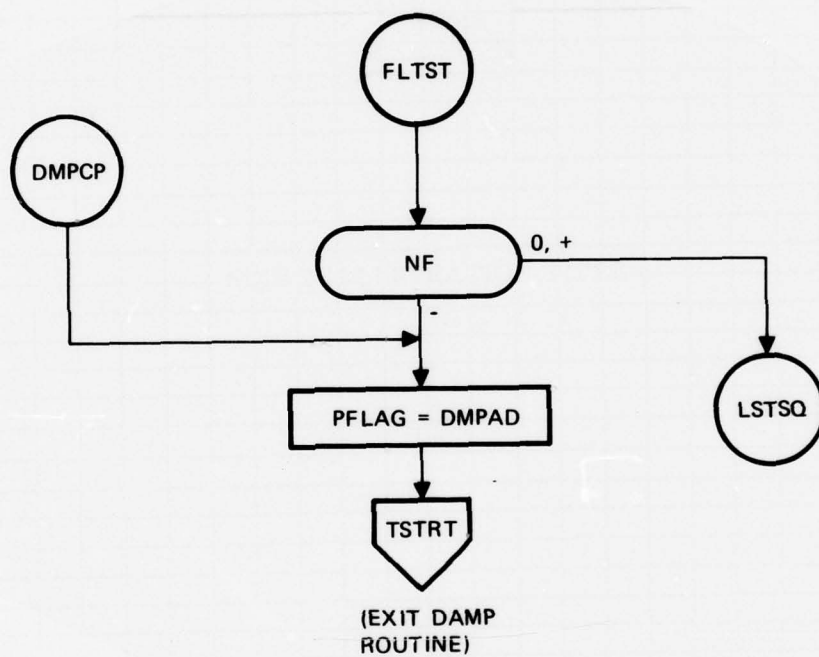 FLTST
DMPCP
NF
0, +
-
PFLAG = DMPAD
LSTSQ
TSTRT
(EXIT DAMP
ROUTINE)